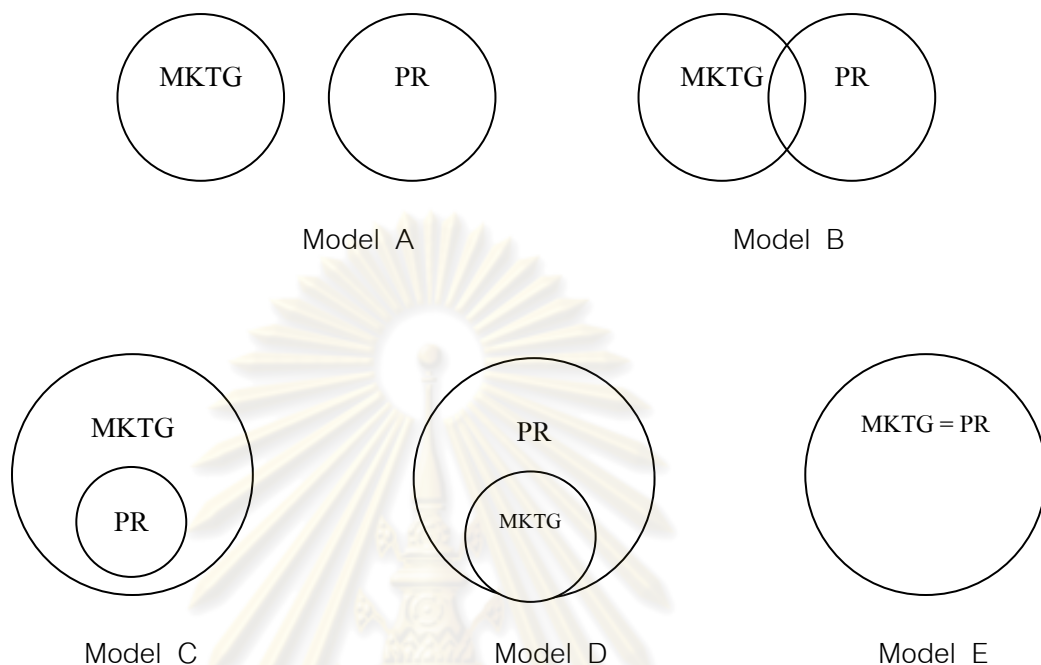 MKTG PR MKTG PR
Model A Model B
MKTG PR MKTG = PR
PR MKTG
Model C Model D Model E